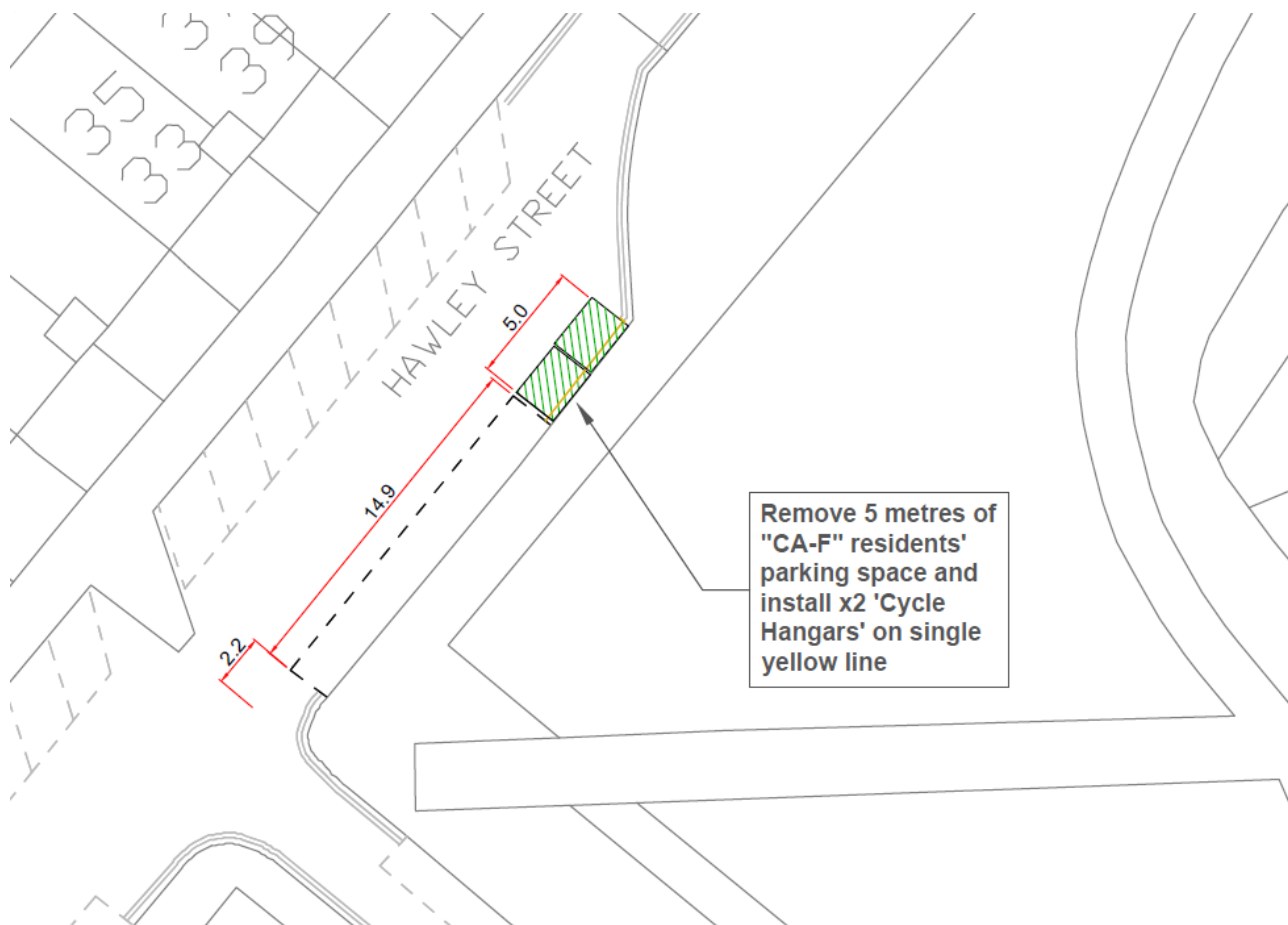 35
33
39
HAWLEY STREET
5.0
14.9
2.2
Remove 5 metres of
"CA-F" residents'
parking space and
install x2 'Cycle
Hangars' on single
yellow line